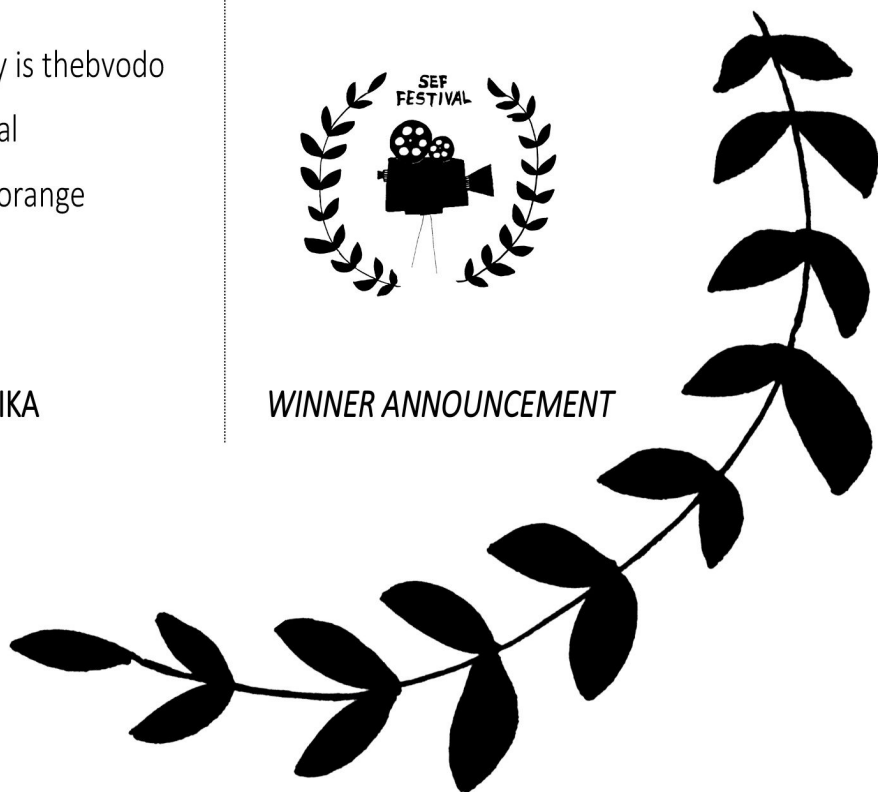 y is thebvodo
al
orange
IKA
SEF
FESTIVAL
WINNER ANNOUNCEMENT